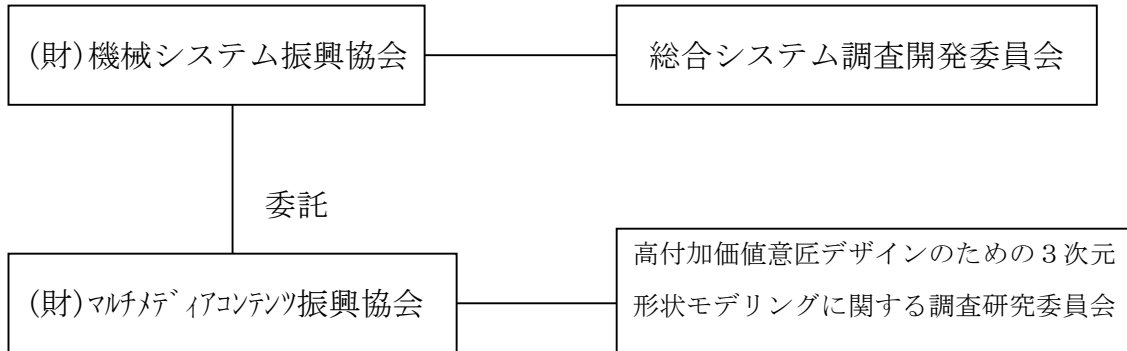 (財)機械システム振興協会
総合システム調査開発委員会
委託
(財)ﾏﾙﾁﾒﾃﾞｨｱｺﾝﾃﾝﾂ振興協会
高付加価値意匠デザインのための３次元
形状モデリングに関する調査研究委員会